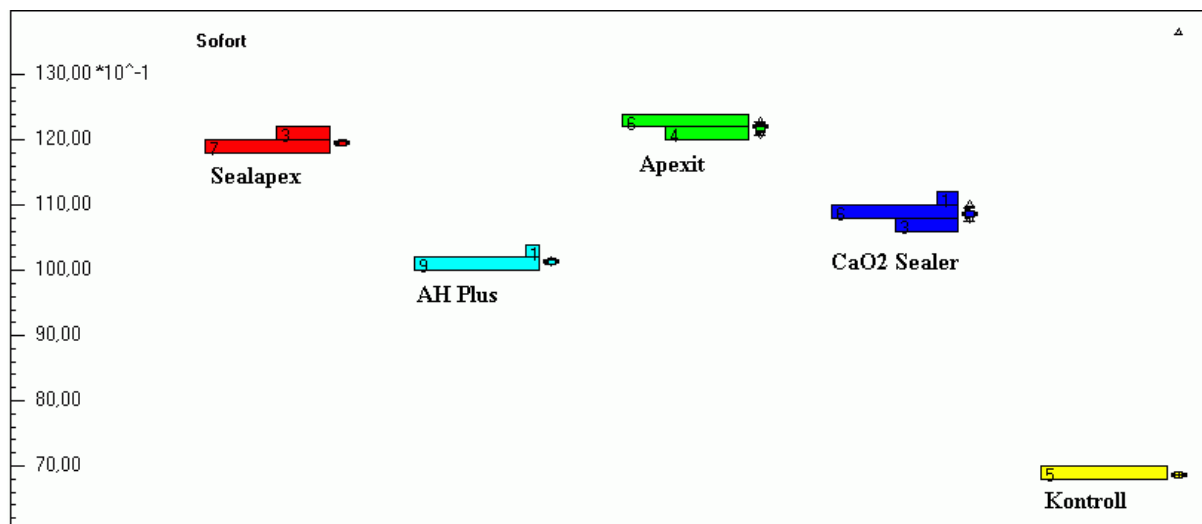 Sofort
130,00 *10^-1
120,00
110,00
100,00
90,00
80,00
70,00
3
7
Sealapex
1
9
AH Plus
6
4
Apexit
1
6
3
CaO2 Sealer
5
Kontroll